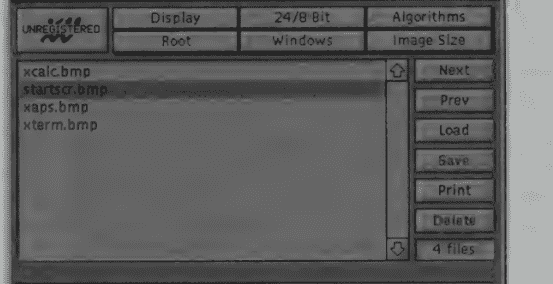 UNREGISTERED
Display
24/8 Bit
Algorithms
Root
Windows
Image Size
xcalc.bmp
startscr.bmp
xaps.bmp
xterm.bmp
Next
Prev
Load
Save
Print
Delete
4 files